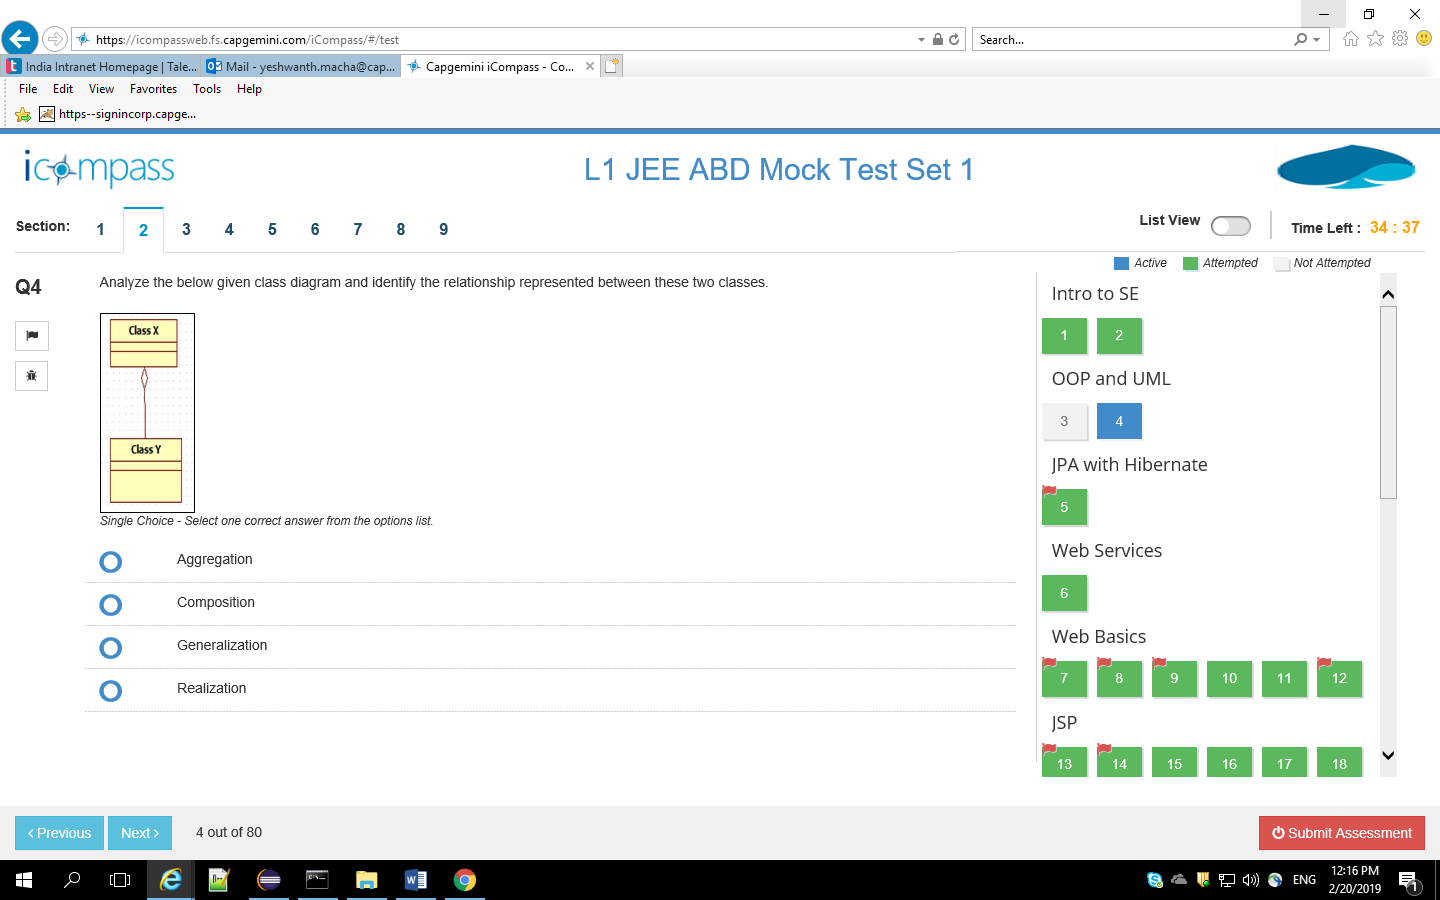 https://icompassweb.fs.capgemini.com/iCompass/#/test
Search...
India Intranet Homepage | Tale...
Mail - yeshwanth.macha@cap...
Capgemini iCompass - Co...
File Edit View Favorites Tools Help
https--signincorp.capge...
icompass
L1 JEE ABD Mock Test Set 1
Section: 1 2 3 4 5 6 7 8 9
List View
Time Left : 34 : 37
Active Attempted Not Attempted
Q4
Analyze the below given class diagram and identify the relationship represented between these two classes.
Class X
Class Y
Single Choice - Select one correct answer from the options list.
Aggregation
Composition
Generalization
Realization
Intro to SE
1 2
OOP and UML
3 4
JPA with Hibernate
5
Web Services
6
Web Basics
7 8 9 10 11 12
JSP
13 14 15 16 17 18
‹ Previous
Next ›
4 out of 80
Submit Assessment
ENG
12:16 PM
2/20/2019
1